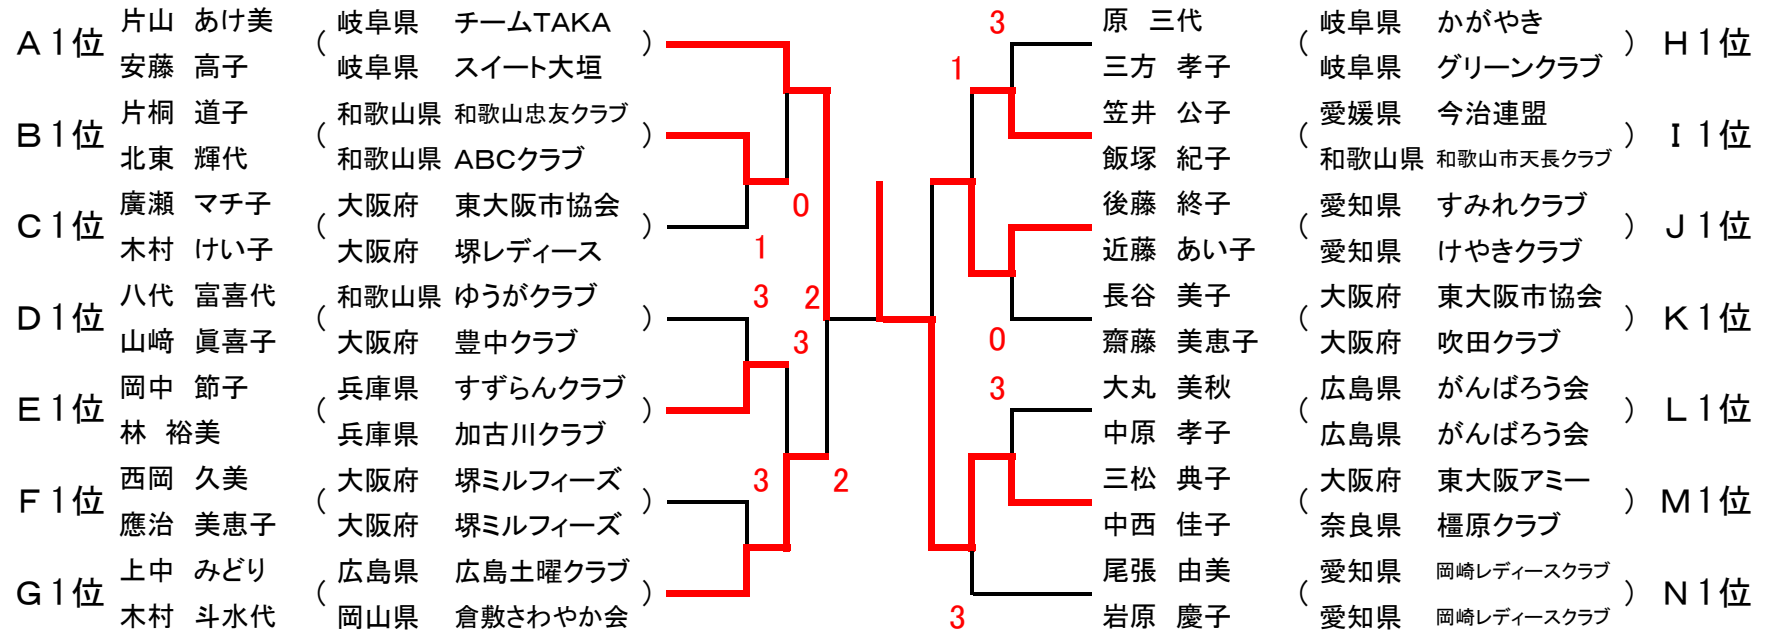 A1位 片山 あけ美 ( 岐阜県 チームTAKA )
安藤 高子 岐阜県 スイート大垣
B1位 片桐 道子 ( 和歌山県 和歌山忠友クラブ )
北東 輝代 和歌山県 ABCクラブ
C1位 廣瀬 マチ子 ( 大阪府 東大阪市協会 )
木村 けい子 大阪府 堺レディース
D1位 八代 富喜代 ( 和歌山県 ゆうがクラブ )
山﨑 眞喜子 大阪府 豊中クラブ
E1位 岡中 節子 ( 兵庫県 すずらんクラブ )
林 裕美 兵庫県 加古川クラブ
F1位 西岡 久美 ( 大阪府 堺ミルフィーズ )
應治 美恵子 大阪府 堺ミルフィーズ
G1位 上中 みどり ( 広島県 広島土曜クラブ )
木村 斗水代 岡山県 倉敷さわやか会
0
1
3 2
3
3 2
3
1
0
3
3
原 三代 ( 岐阜県 かがやき ) H1位
三方 孝子 岐阜県 グリーンクラブ
笠井 公子 ( 愛媛県 今治連盟 ) I1位
飯塚 紀子 和歌山県 和歌山市天長クラブ
後藤 終子 ( 愛知県 すみれクラブ ) J1位
近藤 あい子 愛知県 けやきクラブ
長谷 美子 ( 大阪府 東大阪市協会 ) K1位
齋藤 美恵子 大阪府 吹田クラブ
大丸 美秋 ( 広島県 がんばろう会 ) L1位
中原 孝子 広島県 がんばろう会
三松 典子 ( 大阪府 東大阪アミー ) M1位
中西 佳子 奈良県 橿原クラブ
尾張 由美 ( 愛知県 岡崎レディースクラブ ) N1位
岩原 慶子 愛知県 岡崎レディースクラブ